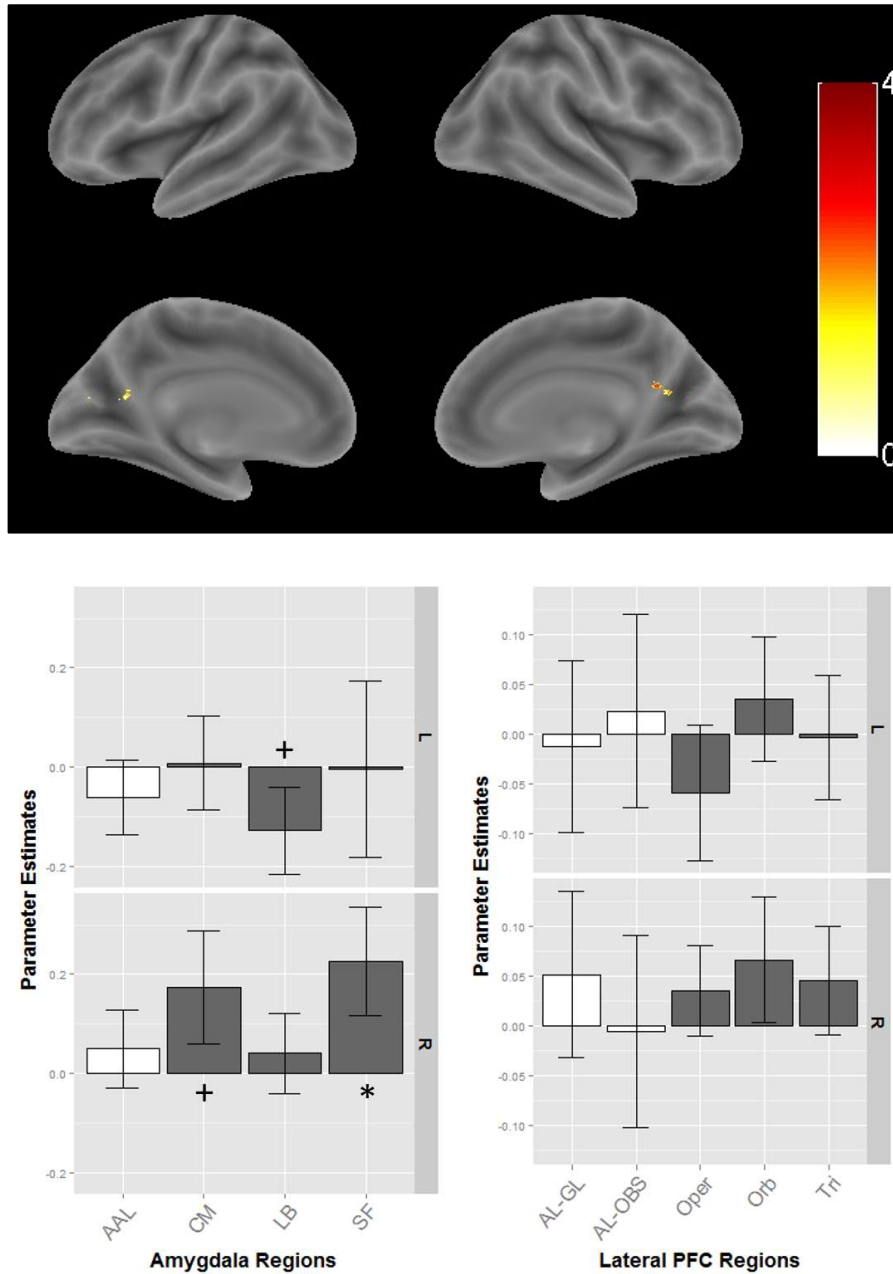 4
0
Parameter Estimates
0.2
0.0
-0.2
L
+
0.2
0.0
-0.2
R
+ *
AAL CM LB SF
Amygdala Regions
Parameter Estimates
0.10
0.05
0.00
-0.05
-0.10
L
0.10
0.05
0.00
-0.05
-0.10
R
AL-GL AL-OBS Oper Orb Tri
Lateral PFC Regions